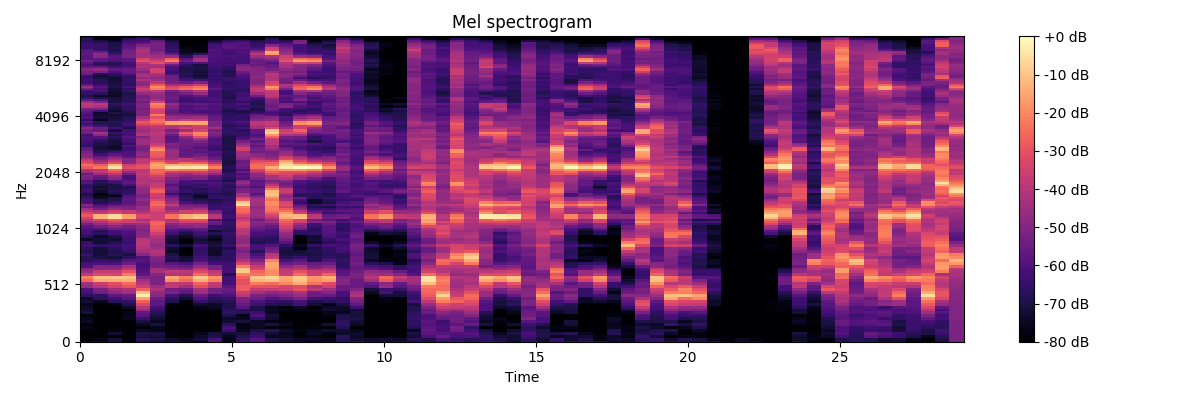 Mel spectrogram
+0 dB
8192
-10 dB
4096
-20 dB
-30 dB
2048
-40 dB
Hz
1024
-50 dB
-60 dB
512
-70 dB
0
-80 dB
0 5 10 15 20 25
Time